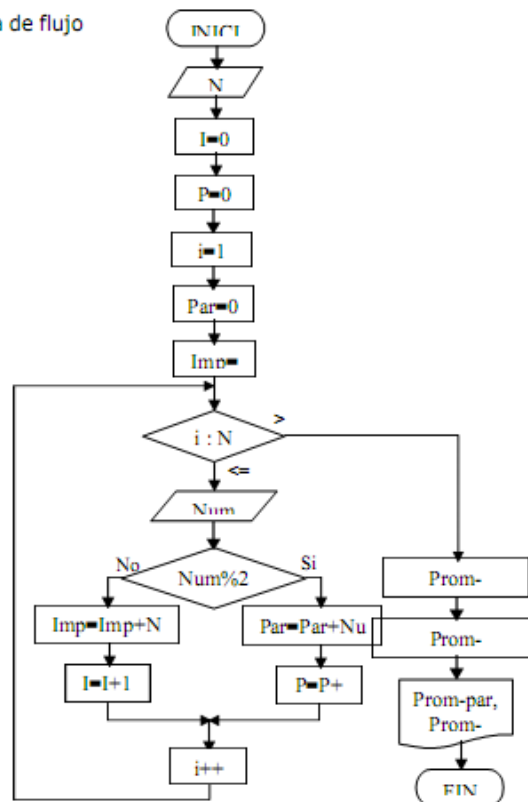 de flujo
INICI
N
I=0
P=0
i=1
Par=0
Imp=
i : N
>
<=
Num
Num%2
No
Si
Imp=Imp+N
Par=Par+Nu
I=I+1
P=P+
i++
Prom-
Prom-
Prom-par,
Prom-
FIN